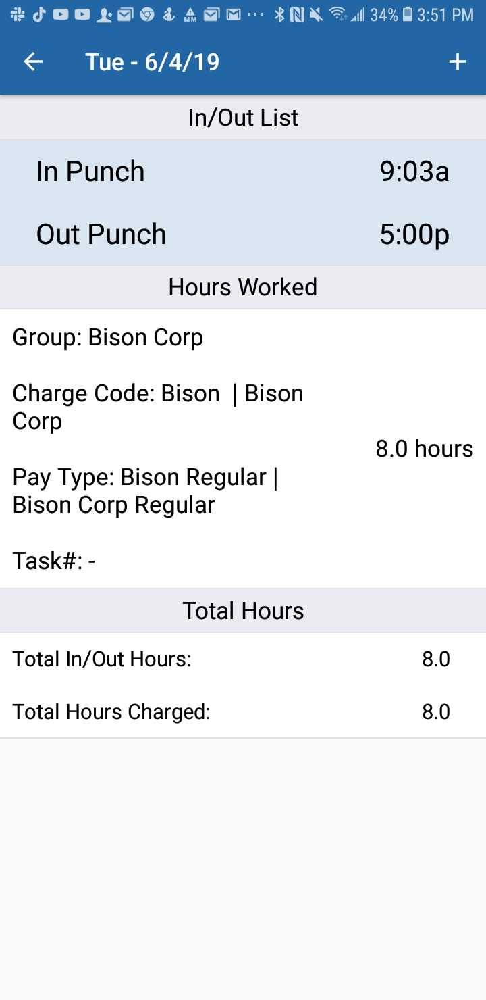 34% 3:51 PM
Tue - 6/4/19
In/Out List
In Punch 9:03a
Out Punch 5:00p
Hours Worked
Group: Bison Corp
Charge Code: Bison | Bison
Corp
8.0 hours
Pay Type: Bison Regular |
Bison Corp Regular
Task#: -
Total Hours
Total In/Out Hours: 8.0
Total Hours Charged: 8.0